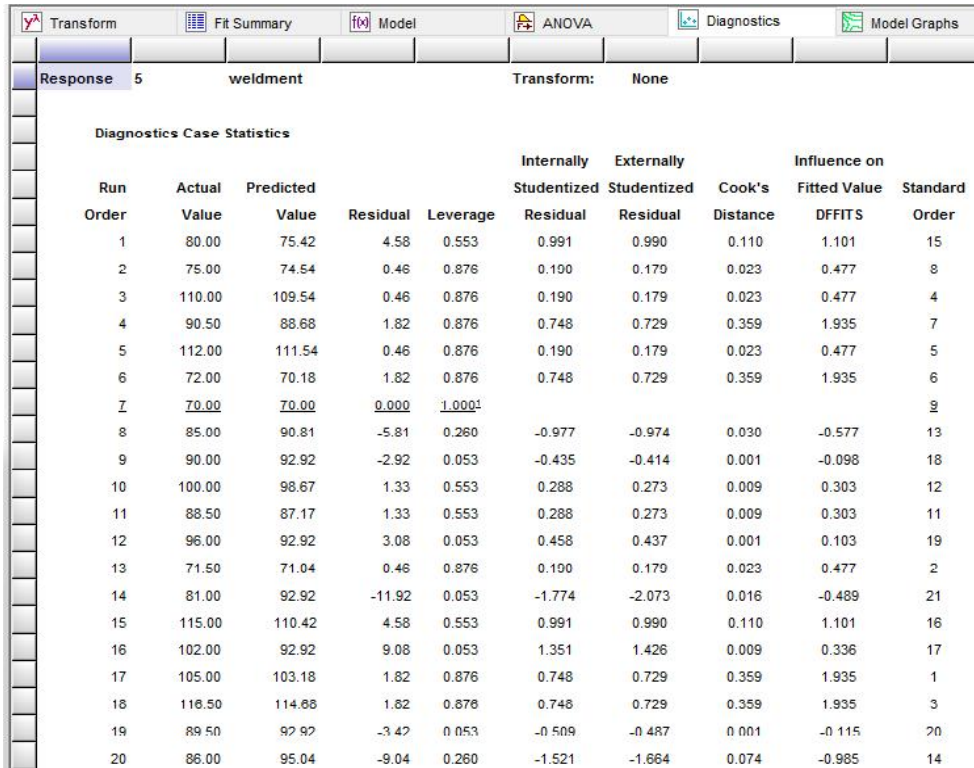 Transform Fit Summary f(x) Model ANOVA Diagnostics Model Graphs
Response 5 weldment Transform: None
Diagnostics Case Statistics
Internally Externally Influence on
Run Actual Predicted Studentized Studentized Cook's Fitted Value Standard
Order Value Value Residual Leverage Residual Residual Distance DFFITS Order
1 80.00 75.42 4.58 0.553 0.991 0.990 0.110 1.101 15
2 75.00 74.54 0.46 0.876 0.190 0.179 0.023 0.477 8
3 110.00 109.54 0.46 0.876 0.190 0.179 0.023 0.477 4
4 90.50 88.68 1.82 0.876 0.748 0.729 0.359 1.935 7
5 112.00 111.54 0.46 0.876 0.190 0.179 0.023 0.477 5
6 72.00 70.18 1.82 0.876 0.748 0.729 0.359 1.935 6
7 70.00 70.00 0.000 1.000¹ 9
8 85.00 90.81 -5.81 0.260 -0.977 -0.974 0.030 -0.577 13
9 90.00 92.92 -2.92 0.053 -0.435 -0.414 0.001 -0.098 18
10 100.00 98.67 1.33 0.553 0.288 0.273 0.009 0.303 12
11 88.50 87.17 1.33 0.553 0.288 0.273 0.009 0.303 11
12 96.00 92.92 3.08 0.053 0.458 0.437 0.001 0.103 19
13 71.50 71.04 0.46 0.876 0.190 0.179 0.023 0.477 2
14 81.00 92.92 -11.92 0.053 -1.774 -2.073 0.016 -0.489 21
15 115.00 110.42 4.58 0.553 0.991 0.990 0.110 1.101 16
16 102.00 92.92 9.08 0.053 1.351 1.426 0.009 0.336 17
17 105.00 103.18 1.82 0.876 0.748 0.729 0.359 1.935 1
18 116.50 114.68 1.82 0.876 0.748 0.729 0.359 1.935 3
19 89.50 92.92 -3.42 0.053 -0.509 -0.487 0.001 -0.115 20
20 86.00 95.04 -9.04 0.260 -1.521 -1.664 0.074 -0.985 14